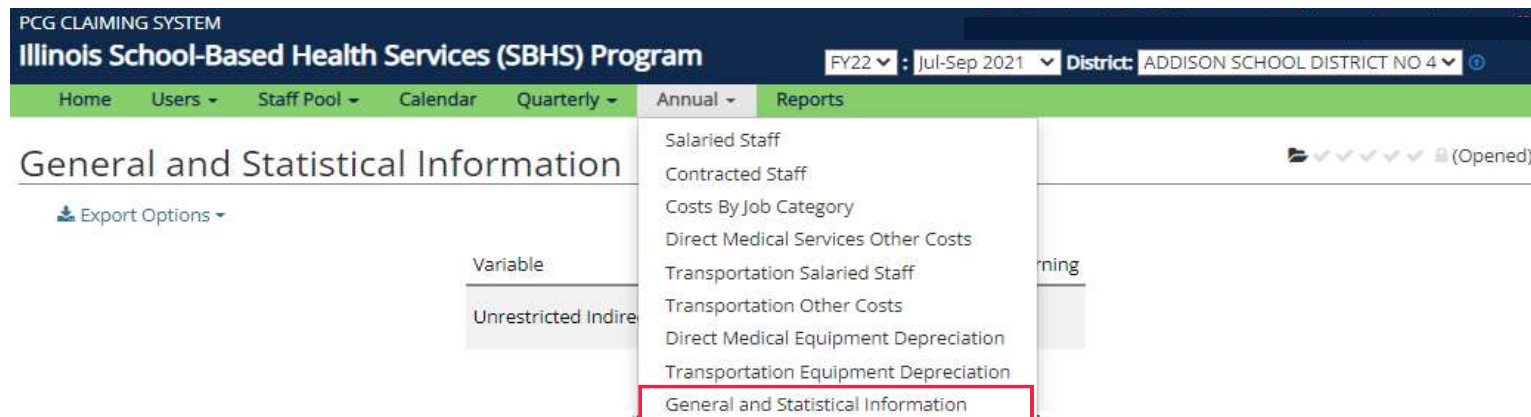 PCG CLAIMING SYSTEM
Illinois School-Based Health Services (SBHS) Program
FY22 : Jul-Sep 2021 District: ADDISON SCHOOL DISTRICT NO 4
Home Users Staff Pool Calendar Quarterly Annual Reports
General and Statistical Information
(Opened)
Export Options
Variable
Unrestricted
Salaried Staff
Contracted Staff
Costs By Job Category
Direct Medical Services Other Costs
Transportation Salaried Staff
Transportation Other Costs
Direct Medical Equipment Depreciation
Transportation Equipment Depreciation
General and Statistical Information